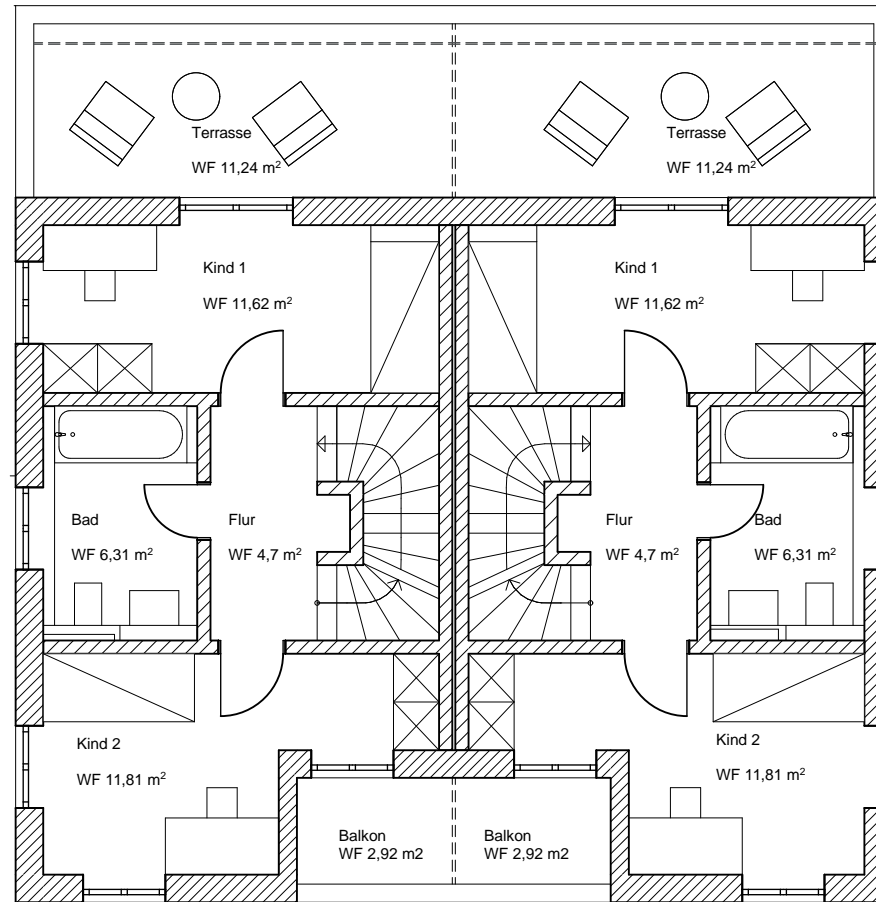 Terrasse
WF 11,24 m²
Terrasse
WF 11,24 m²
Kind 1
WF 11,62 m²
Kind 1
WF 11,62 m²
Bad
WF 6,31 m²
Flur
WF 4,7 m²
Flur
WF 4,7 m²
Bad
WF 6,31 m²
Kind 2
WF 11,81 m²
Kind 2
WF 11,81 m²
Balkon
WF 2,92 m2
Balkon
WF 2,92 m2